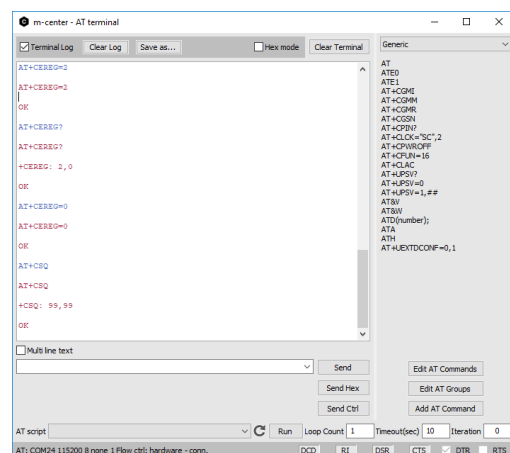 m-center - AT terminal
Terminal Log Clear Log Save as... Hex mode Clear Terminal
AT+CEREG=2
AT+CEREG=2
OK
AT+CEREG?
AT+CEREG?
+CEREG: 2,0
OK
AT+CEREG=0
AT+CEREG=0
OK
AT+CSQ
AT+CSQ
+CSQ: 99,99
OK
Multi line text
Send
Send Hex
Send Ctrl
Generic
AT
ATE0
ATE1
AT+CGMI
AT+CGMM
AT+CGMR
AT+CGSN
AT+CPIN?
AT+CLCK="SC",2
AT+CPWROFF
AT+CFUN=16
AT+CLAC
AT+UPSV?
AT+UPSV=0
AT+UPSV=1,##
AT&V
AT&W
ATD(number);
ATA
ATH
AT+UEXTDCONF=0,1
Edit AT Commands
Edit AT Groups
Add AT Command
AT script Run Loop Count 1 Timeout(sec) 10 Iteration 0
AT: COM24 115200 8 none 1 Flow ctrl: hardware - conn. DCD RI DSR CTS DTR RTS